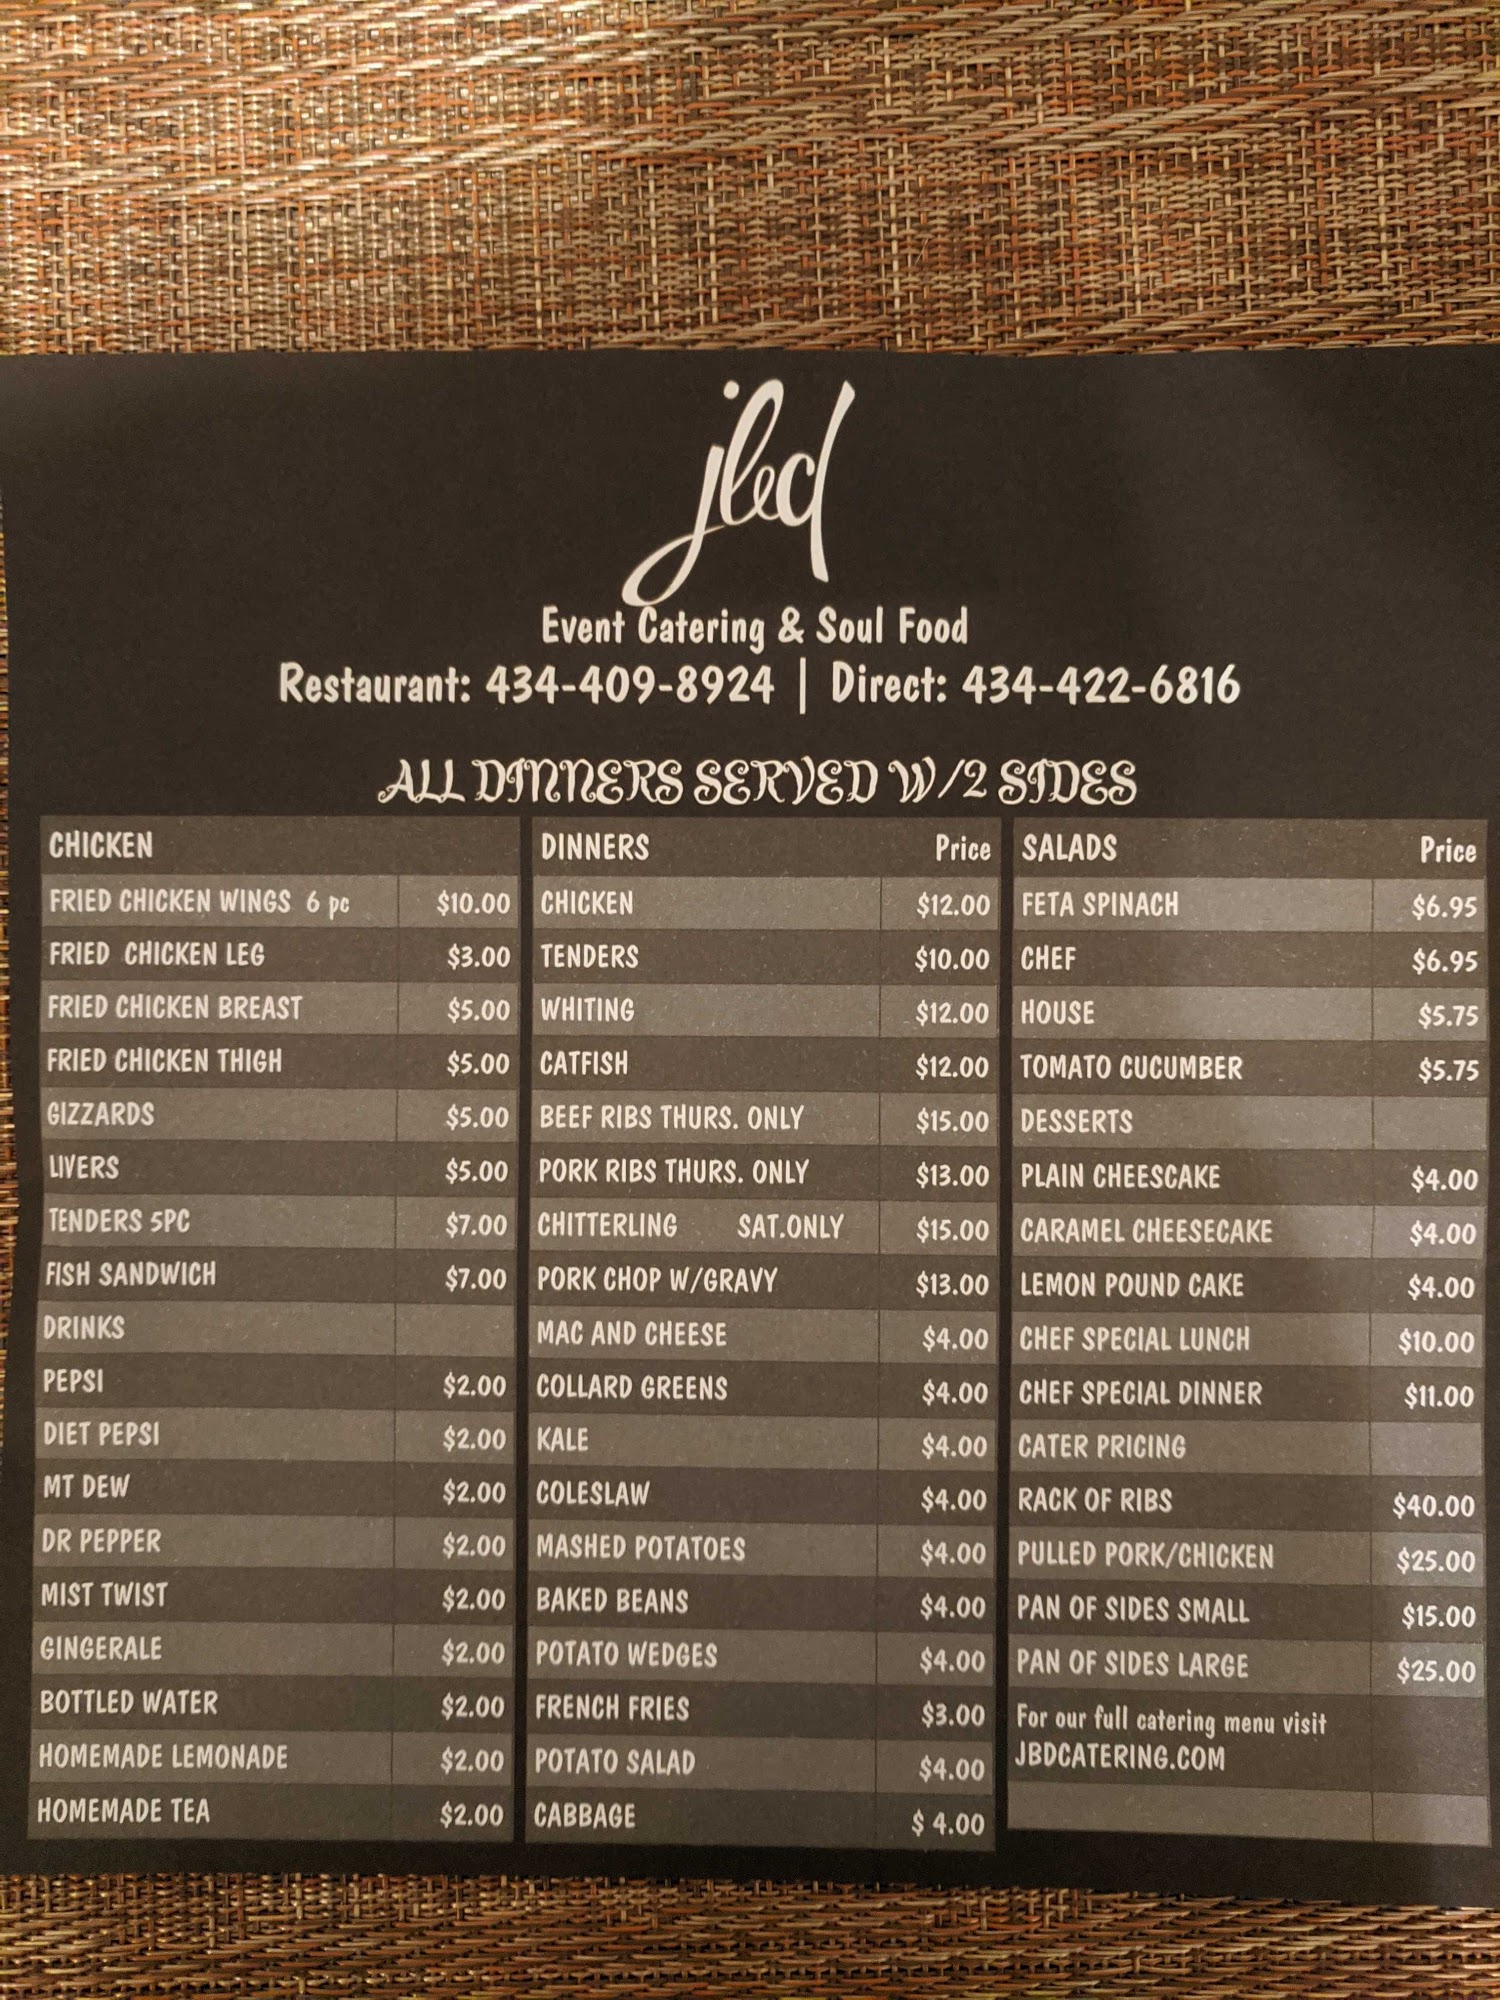 jbd
Event Catering & Soul Food
Restaurant: 434-409-8924 | Direct: 434-422-6816
ALL DINNERS SERVED W/2 SIDES
CHICKEN
FRIED CHICKEN WINGS 6 pc $10.00
FRIED CHICKEN LEG $3.00
FRIED CHICKEN BREAST $5.00
FRIED CHICKEN THIGH $5.00
GIZZARDS $5.00
LIVERS $5.00
TENDERS 5PC $7.00
FISH SANDWICH $7.00
DRINKS
PEPSI $2.00
DIET PEPSI $2.00
MT DEW $2.00
DR PEPPER $2.00
MIST TWIST $2.00
GINGERALE $2.00
BOTTLED WATER $2.00
HOMEMADE LEMONADE $2.00
HOMEMADE TEA $2.00
DINNERS Price
CHICKEN $12.00
TENDERS $10.00
WHITING $12.00
CATFISH $12.00
BEEF RIBS THURS. ONLY $15.00
PORK RIBS THURS. ONLY $13.00
CHITTERLING SAT.ONLY $15.00
PORK CHOP W/GRAVY $13.00
MAC AND CHEESE $4.00
COLLARD GREENS $4.00
KALE $4.00
COLESLAW $4.00
MASHED POTATOES $4.00
BAKED BEANS $4.00
POTATO WEDGES $4.00
FRENCH FRIES $3.00
POTATO SALAD $4.00
CABBAGE $ 4.00
SALADS Price
FETA SPINACH $6.95
CHEF $6.95
HOUSE $5.75
TOMATO CUCUMBER $5.75
DESSERTS
PLAIN CHEESCAKE $4.00
CARAMEL CHEESECAKE $4.00
LEMON POUND CAKE $4.00
CHEF SPECIAL LUNCH $10.00
CHEF SPECIAL DINNER $11.00
CATER PRICING
RACK OF RIBS $40.00
PULLED PORK/CHICKEN $25.00
PAN OF SIDES SMALL $15.00
PAN OF SIDES LARGE $25.00
For our full catering menu visit
JBDCATERING.COM